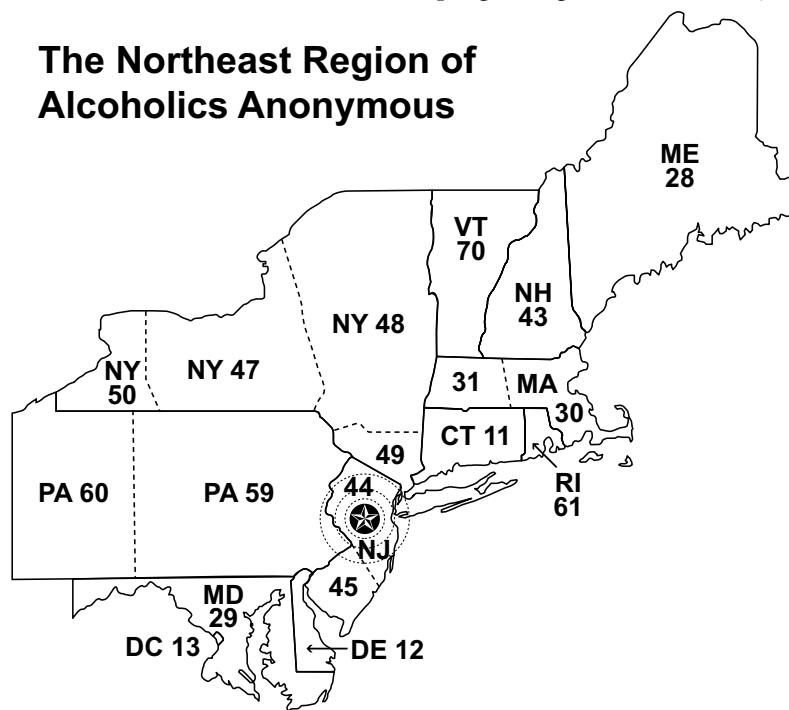 The Northeast Region of
Alcoholics Anonymous
ME
28
VT
70
NH
43
NY 48
NY 47
NY
50
31
MA
30
CT 11
49
RI
61
PA 60
PA 59
44
NJ
45
MD
29
DC 13
DE 12